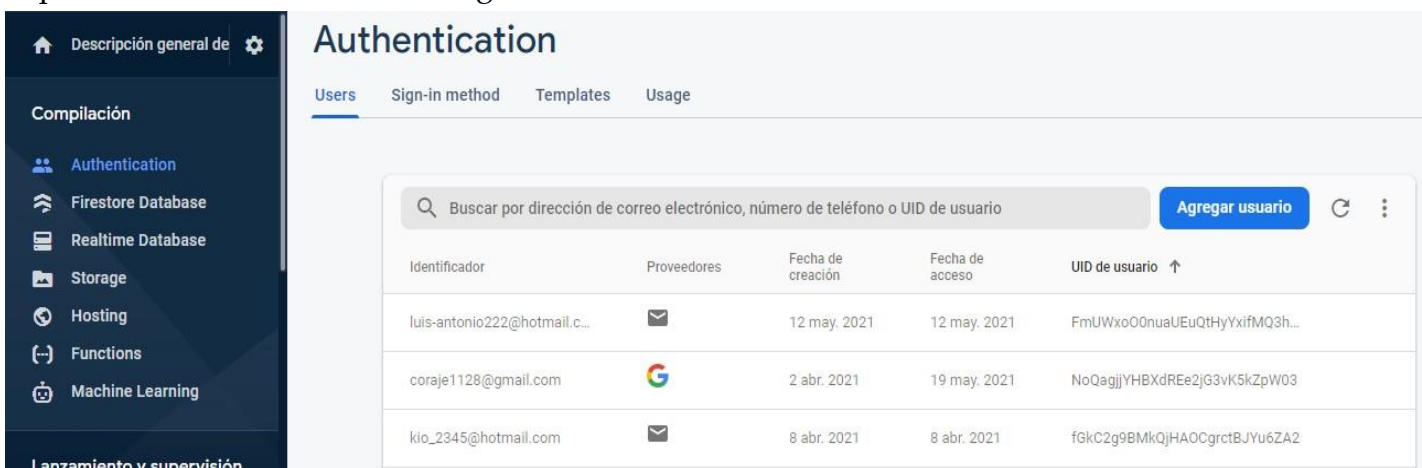 Descripción general de
Compilación
Authentication
Firestore Database
Realtime Database
Storage
Hosting
Functions
Machine Learning
Lanzamiento y supervisión
Authentication
Users Sign-in method Templates Usage
Buscar por dirección de correo electrónico, número de teléfono o UID de usuario
Agregar usuario
Identificador Proveedores Fecha de creación Fecha de acceso UID de usuario
luis-antonio222@hotmail.c... 12 may. 2021 12 may. 2021 FmUWxoO0nuaUEuQtHyYxifMQ3h...
coraje1128@gmail.com 2 abr. 2021 19 may. 2021 NoQagjjYHBXdREe2jG3vK5kZpW03
kio_2345@hotmail.com 8 abr. 2021 8 abr. 2021 fGkC2g9BMkQjHAOCgrctBJYu6ZA2